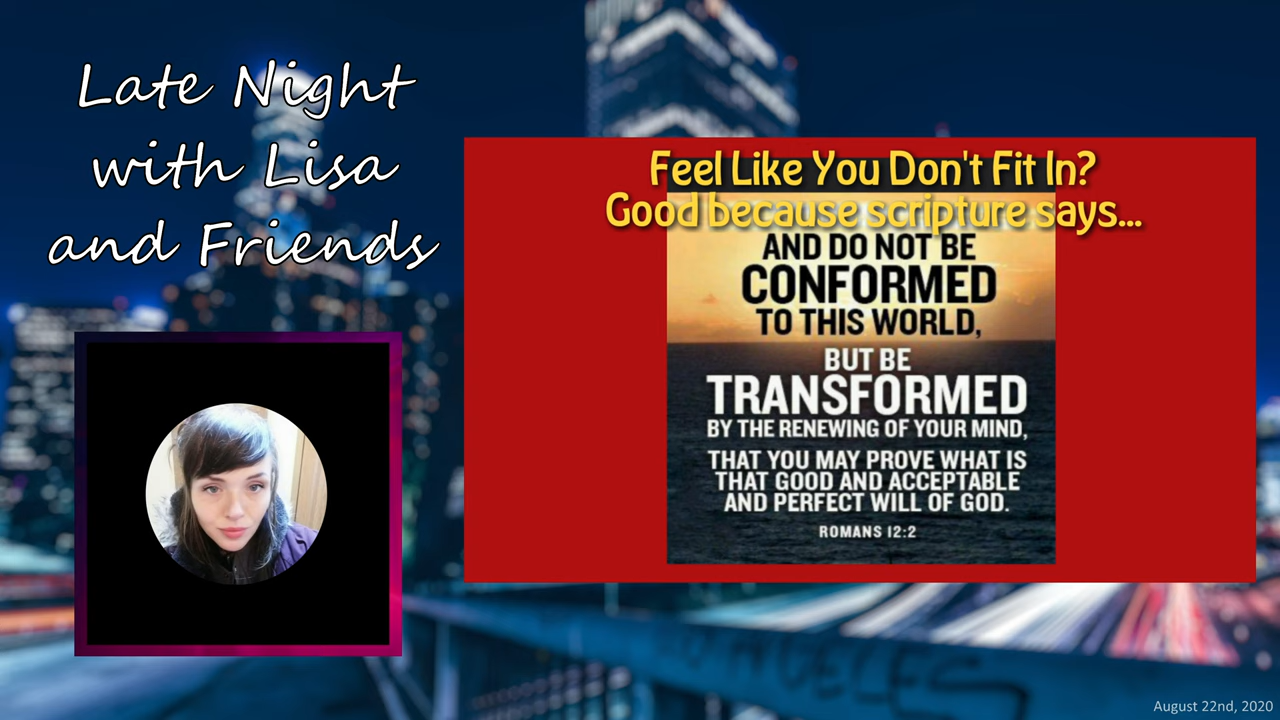 Late Night
with Lisa
and Friends
Feel Like You Don't Fit In?
Good because scripture says...
AND DO NOT BE
CONFORMED
TO THIS WORLD,
BUT BE
TRANSFORMED
BY THE RENEWING OF YOUR MIND,
THAT YOU MAY PROVE WHAT IS
THAT GOOD AND ACCEPTABLE
AND PERFECT WILL OF GOD.
ROMANS 12:2
August 22nd, 2020